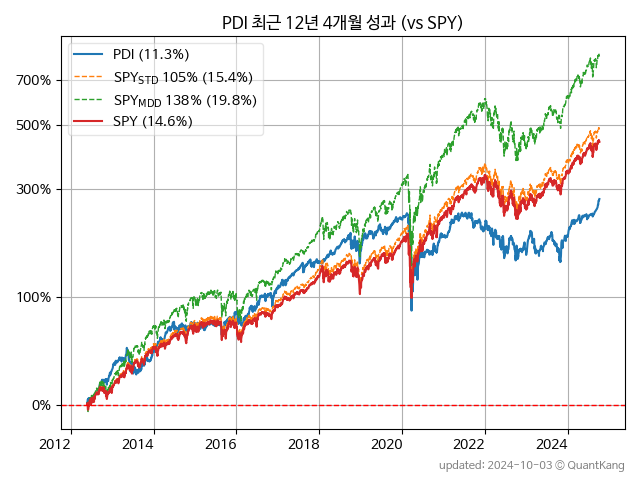 PDI 최근 12년 4개월 성과 (vs SPY)
PDI (11.3%)
SPY_STD 105% (15.4%)
SPY_MDD 138% (19.8%)
SPY (14.6%)
700%
500%
300%
100%
0%
2012 2014 2016 2018 2020 2022 2024
updated: 2024-10-03 © QuantKang